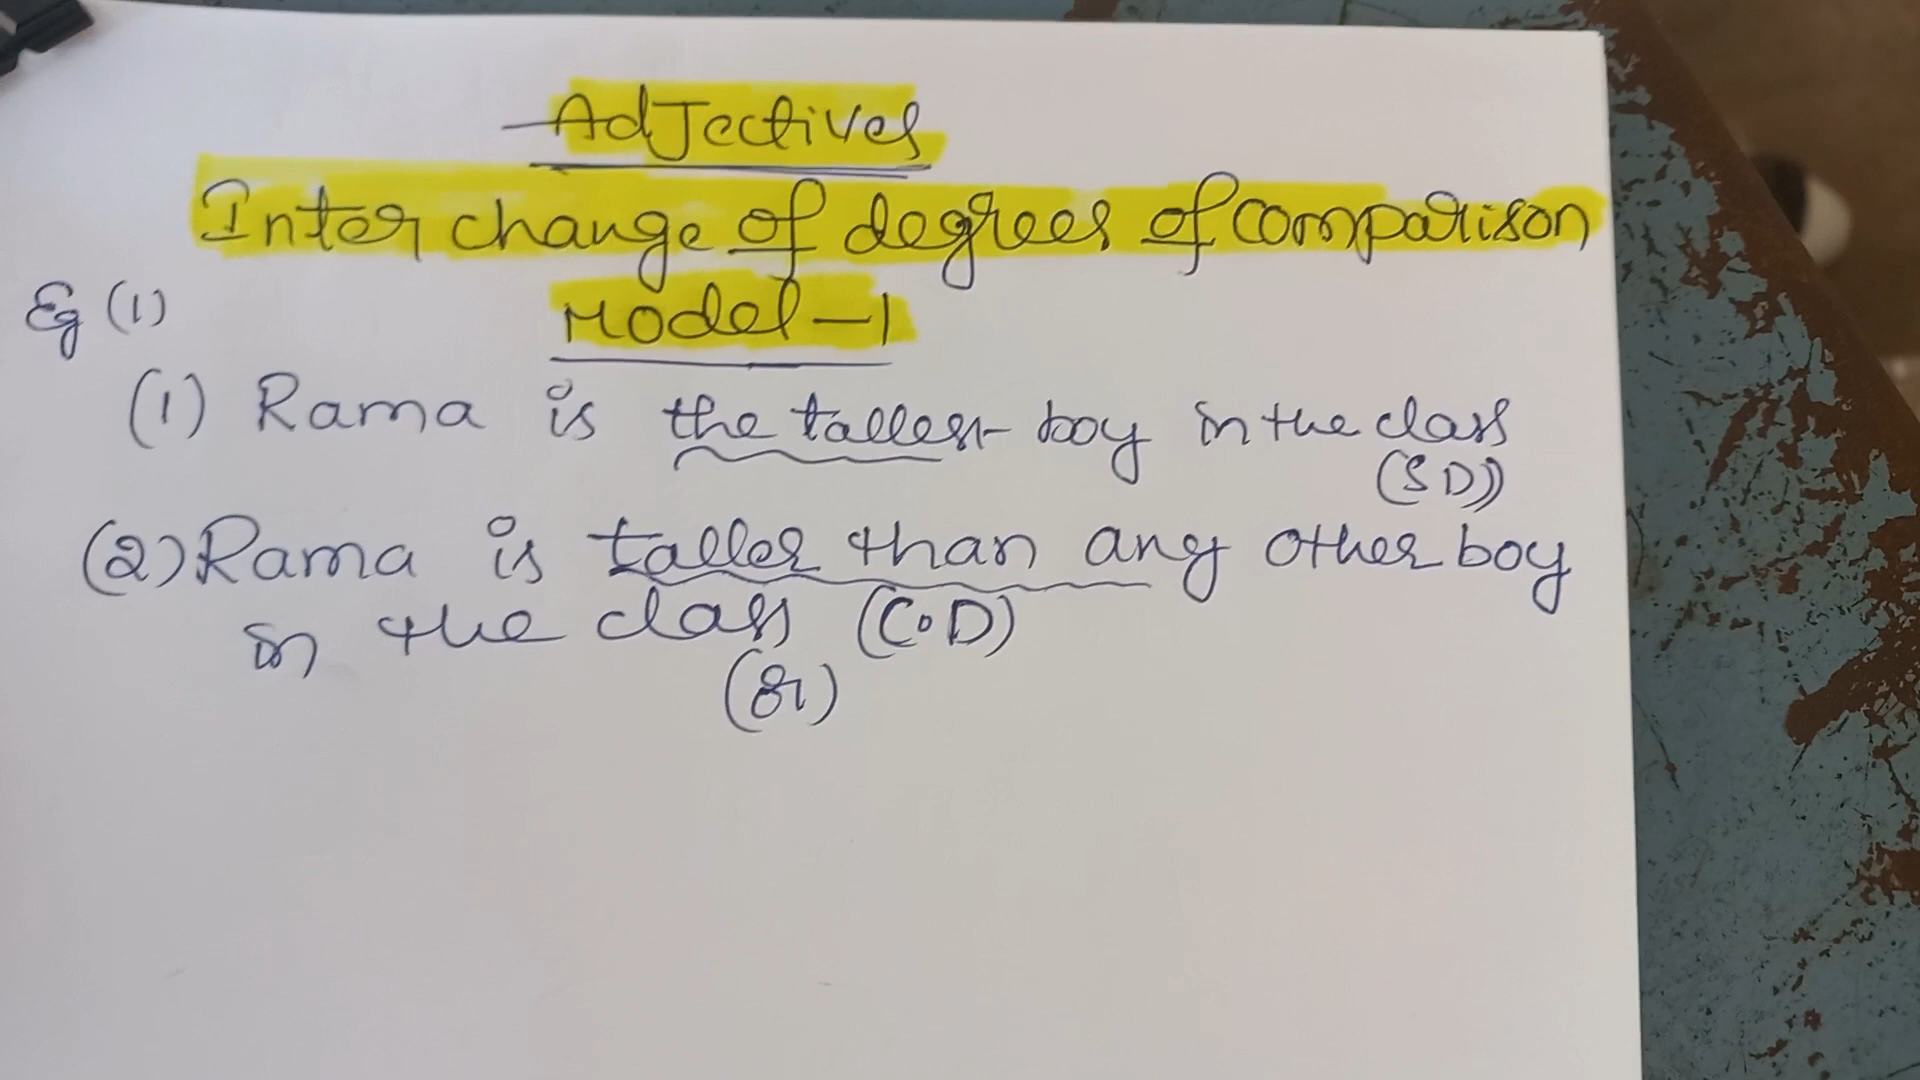 Adjectives
Inter change of degrees of comparison
Model-1
Eg (1)
(1) Rama is the tallest boy in the class
(S D)
(2) Rama is taller than any other boy
in the class (C.D)
(or)